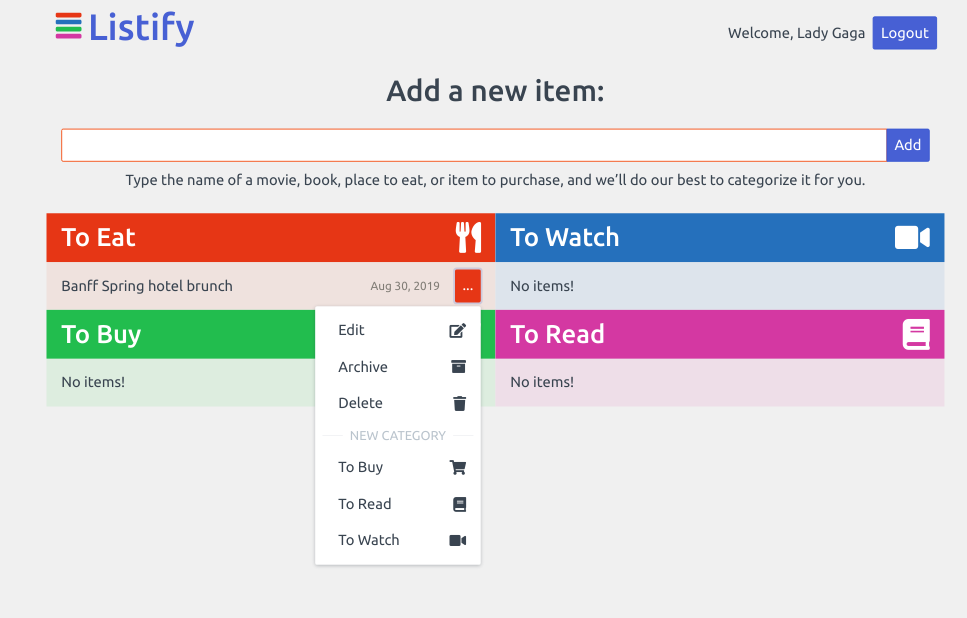 Listify
Welcome, Lady Gaga
Logout
Add a new item:
Add
Type the name of a movie, book, place to eat, or item to purchase, and we’ll do our best to categorize it for you.
To Eat
To Watch
Banff Spring hotel brunch
Aug 30, 2019
...
No items!
To Buy
To Read
No items!
No items!
Edit
Archive
Delete
NEW CATEGORY
To Buy
To Read
To Watch